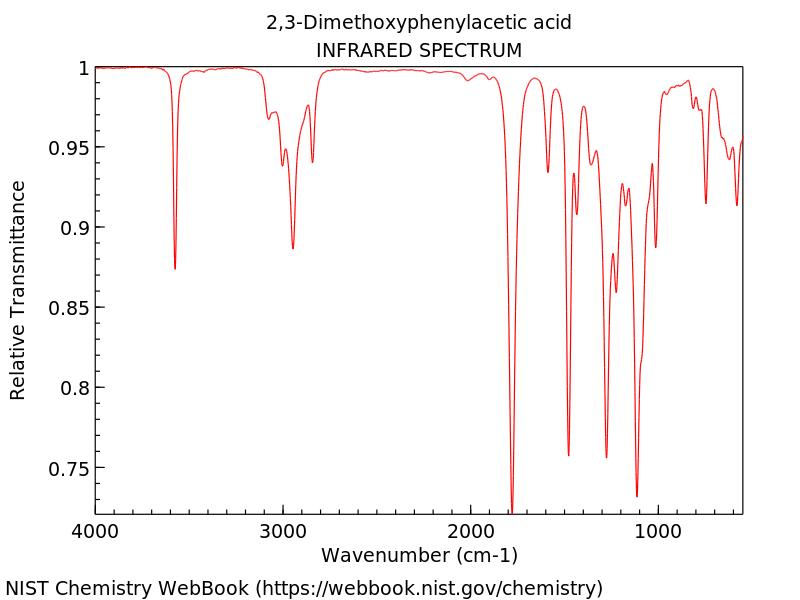 2,3-Dimethoxyphenylacetic acid
INFRARED SPECTRUM
1
0.95
0.9
0.85
0.8
0.75
Relative Transmittance
4000 3000 2000 1000
Wavenumber (cm-1)
NIST Chemistry WebBook (https://webbook.nist.gov/chemistry)